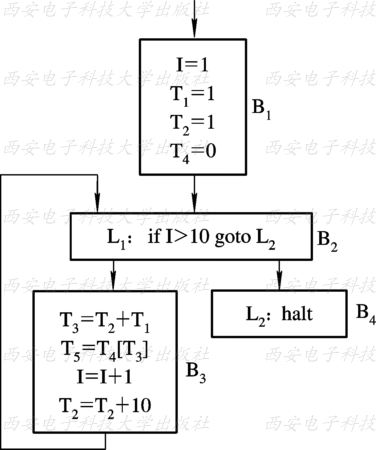 I=1
T₁=1
T₂=1
T₄=0
B₁
L₁：if I>10 goto L₂
B₂
T₃=T₂+T₁
T₅=T₄[T₃]
I=I+1
T₂=T₂+10
B₃
L₂：halt
B₄
西安电子科技大学出版社